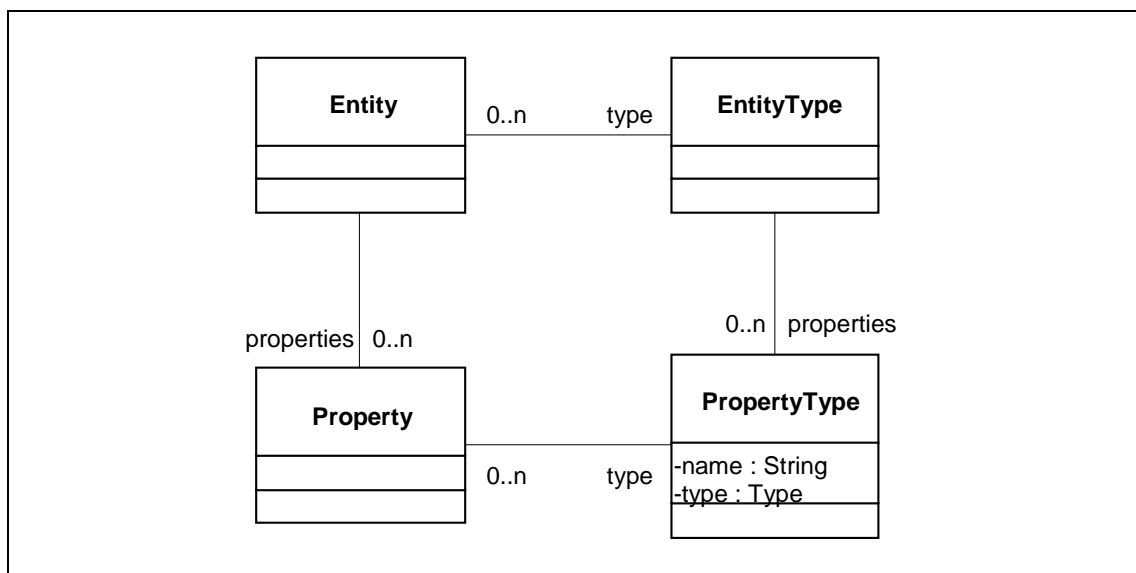 Entity
0..n type
EntityType
properties 0..n
0..n properties
Property
0..n type
PropertyType
-name : String
-type : Type